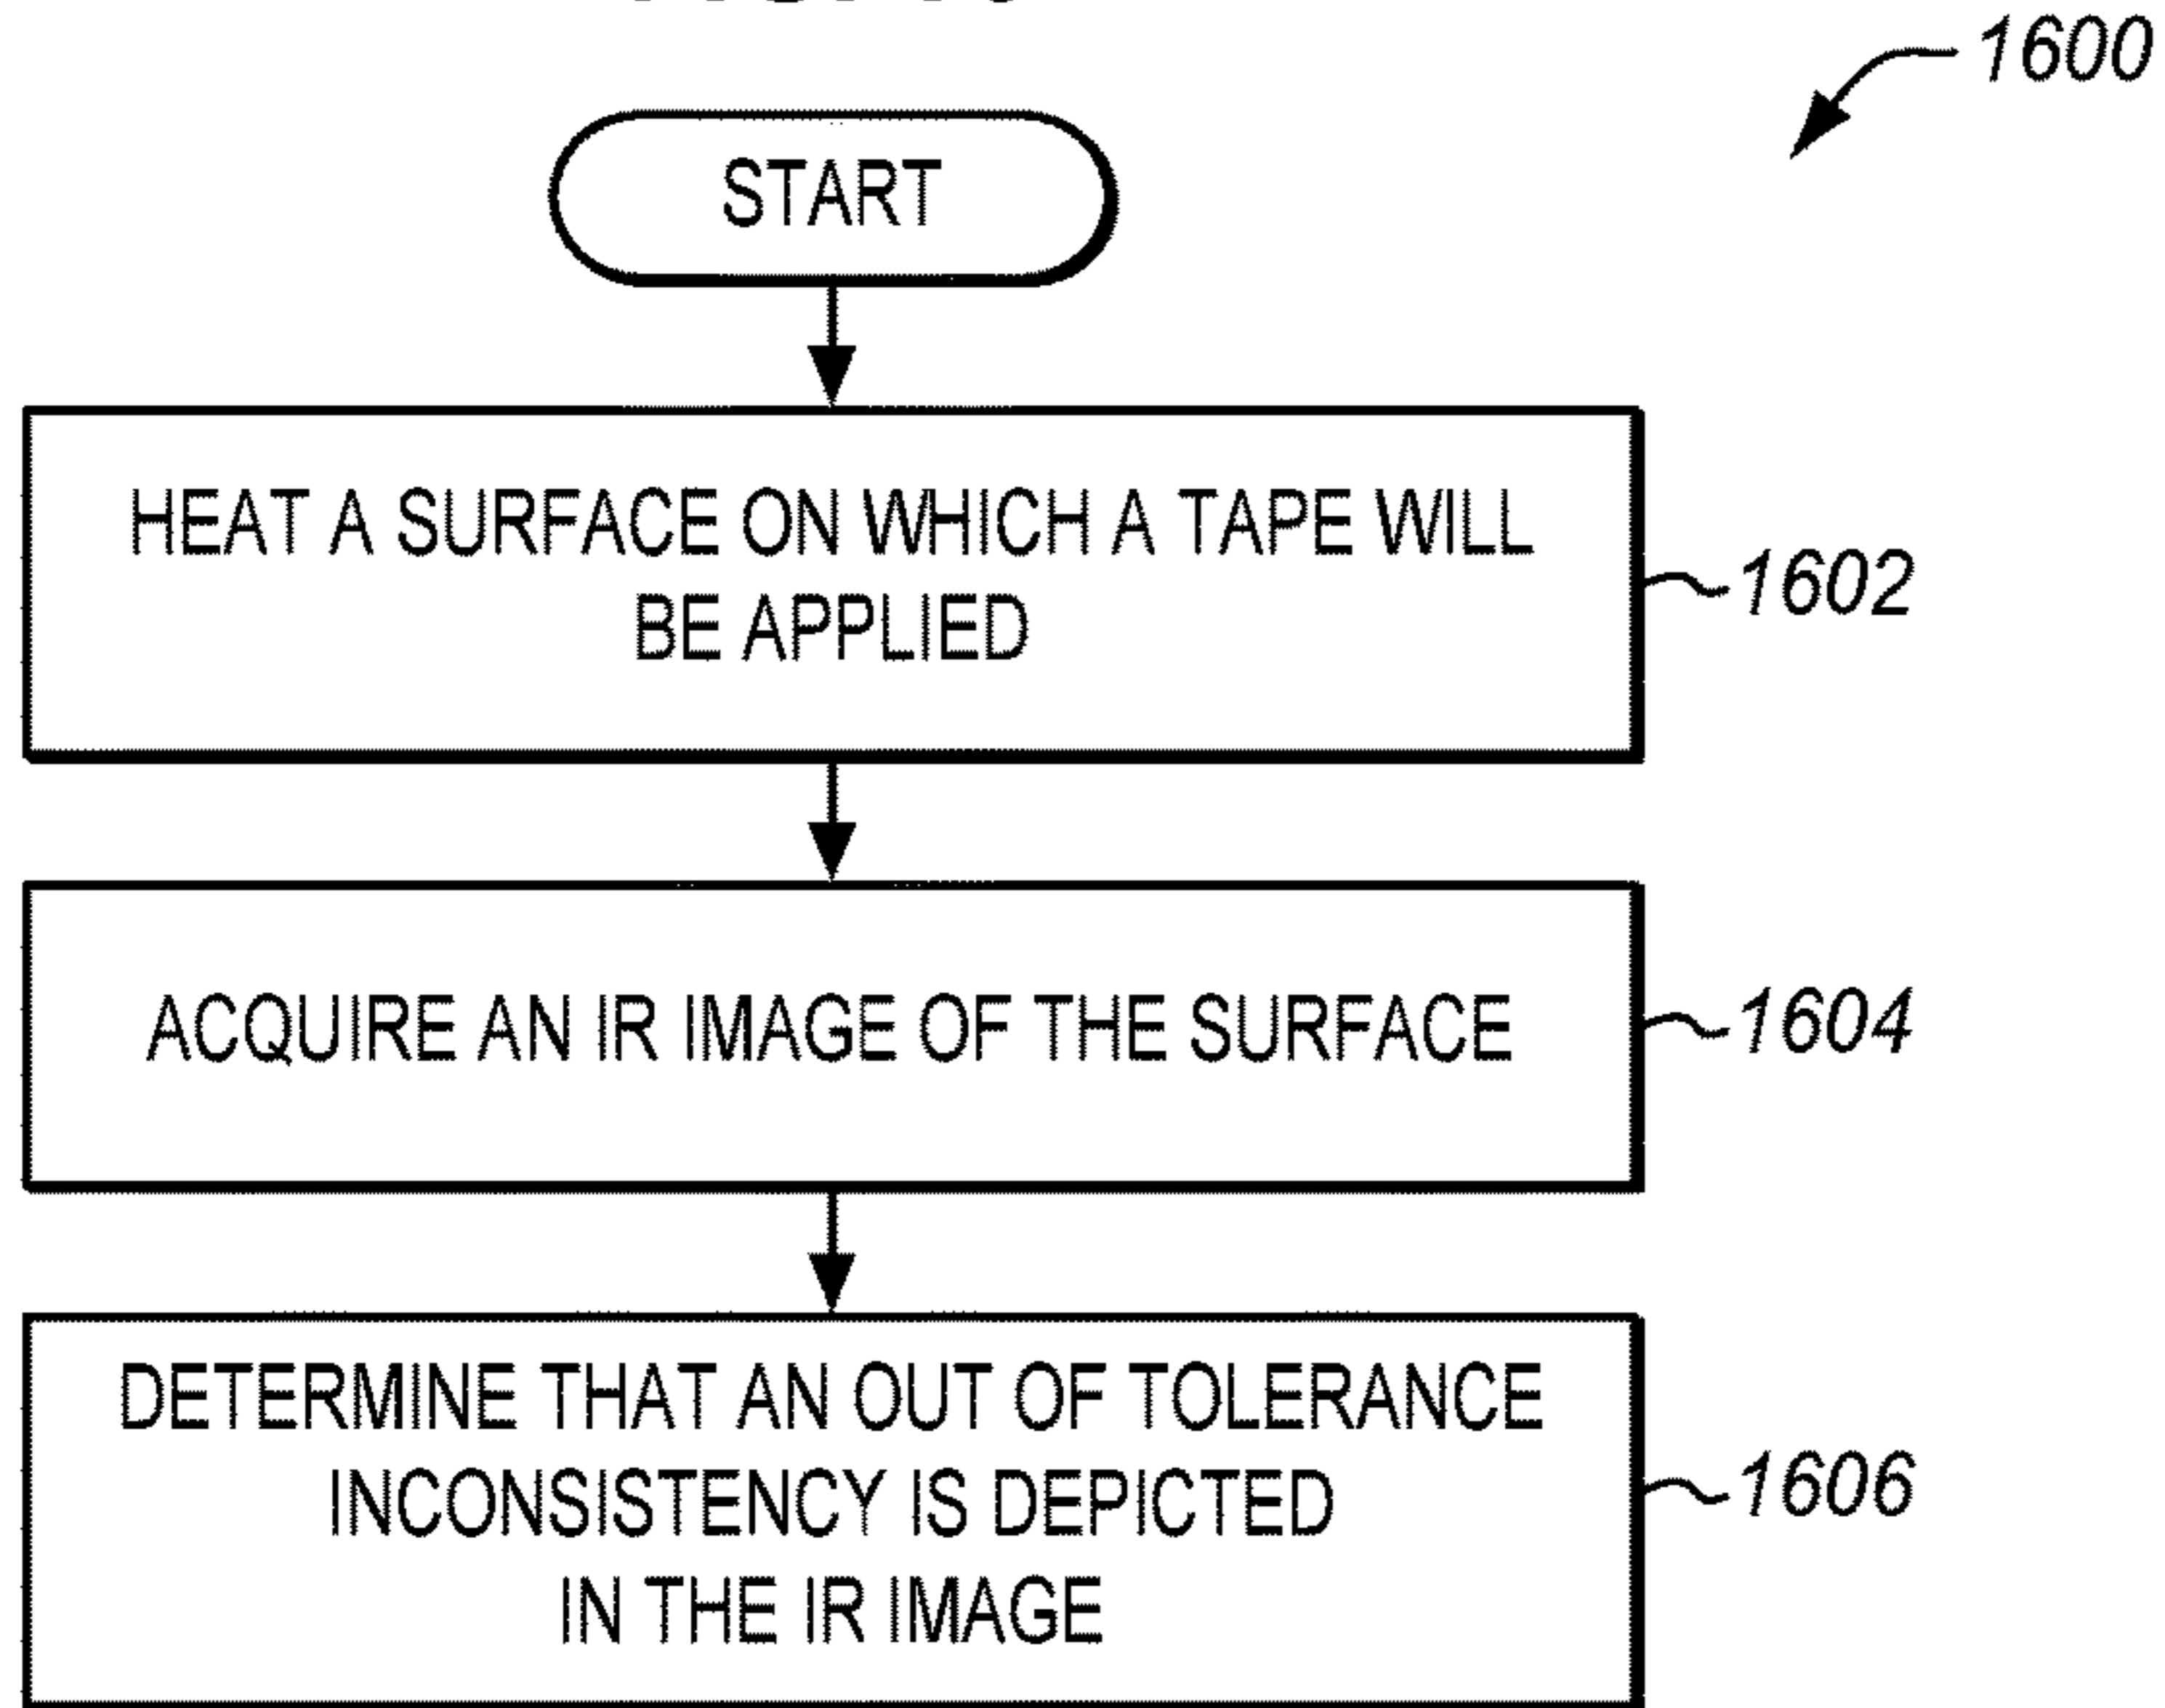 1600
START
HEAT A SURFACE ON WHICH A TAPE WILL
BE APPLIED
1602
ACQUIRE AN IR IMAGE OF THE SURFACE
1604
DETERMINE THAT AN OUT OF TOLERANCE
INCONSISTENCY IS DEPICTED
IN THE IR IMAGE
1606